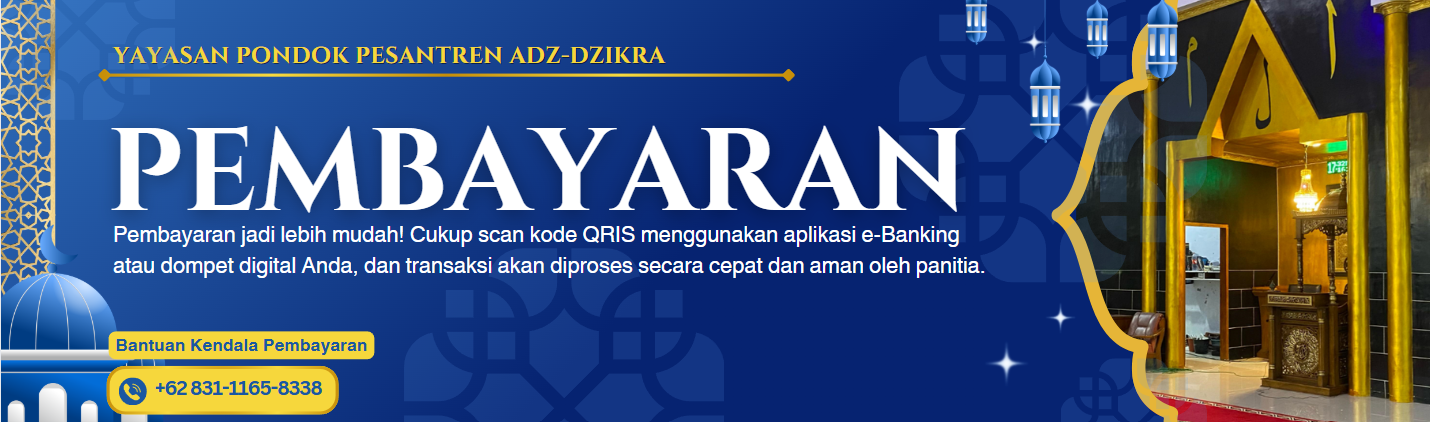 YAYASAN PONDOK PESANTREN ADZ-DZIKRA
PEMBAYARAN
Pembayaran jadi lebih mudah! Cukup scan kode QRIS menggunakan aplikasi e-Banking
atau dompet digital Anda, dan transaksi akan diproses secara cepat dan aman oleh panitia.
Bantuan Kendala Pembayaran
+62 831-1165-8338